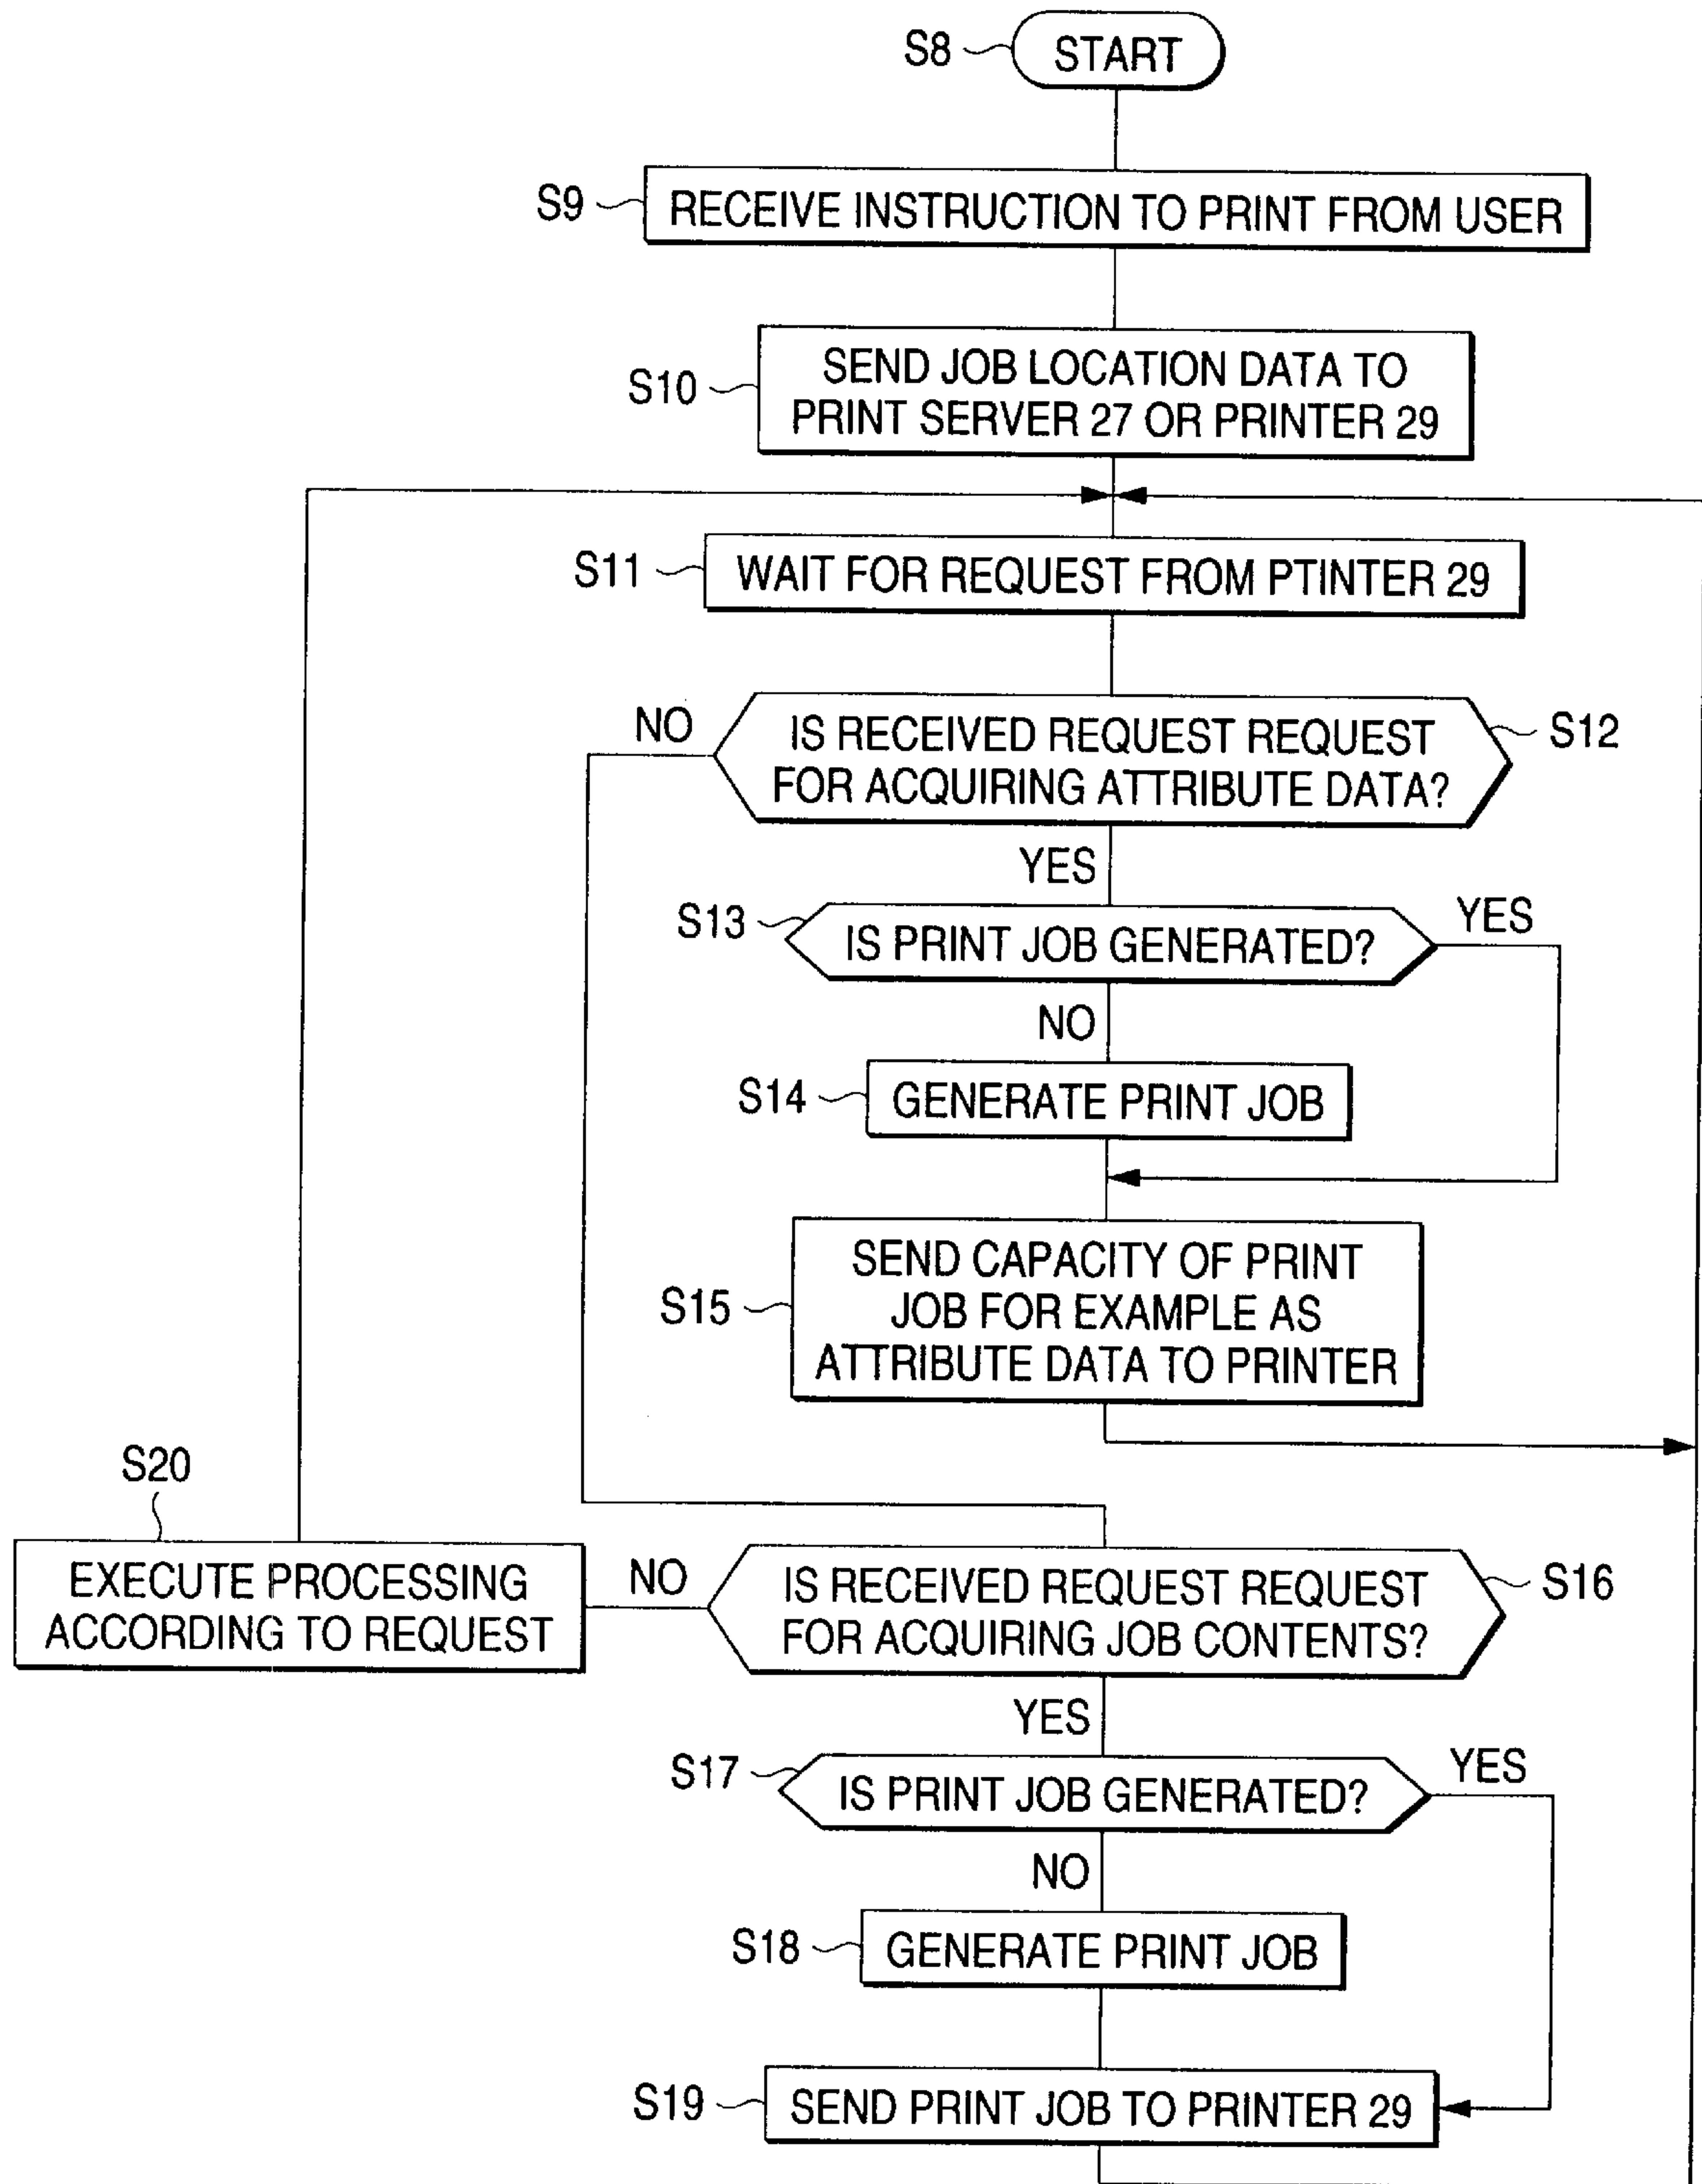 S8
START
S9
RECEIVE INSTRUCTION TO PRINT FROM USER
S10
SEND JOB LOCATION DATA TO
PRINT SERVER 27 OR PRINTER 29
S11
WAIT FOR REQUEST FROM PTINTER 29
NO
IS RECEIVED REQUEST REQUEST
FOR ACQUIRING ATTRIBUTE DATA?
S12
YES
S13
IS PRINT JOB GENERATED?
YES
NO
S14
GENERATE PRINT JOB
S15
SEND CAPACITY OF PRINT
JOB FOR EXAMPLE AS
ATTRIBUTE DATA TO PRINTER
S20
EXECUTE PROCESSING
ACCORDING TO REQUEST
NO
IS RECEIVED REQUEST REQUEST
FOR ACQUIRING JOB CONTENTS?
S16
YES
S17
IS PRINT JOB GENERATED?
YES
NO
S18
GENERATE PRINT JOB
S19
SEND PRINT JOB TO PRINTER 29